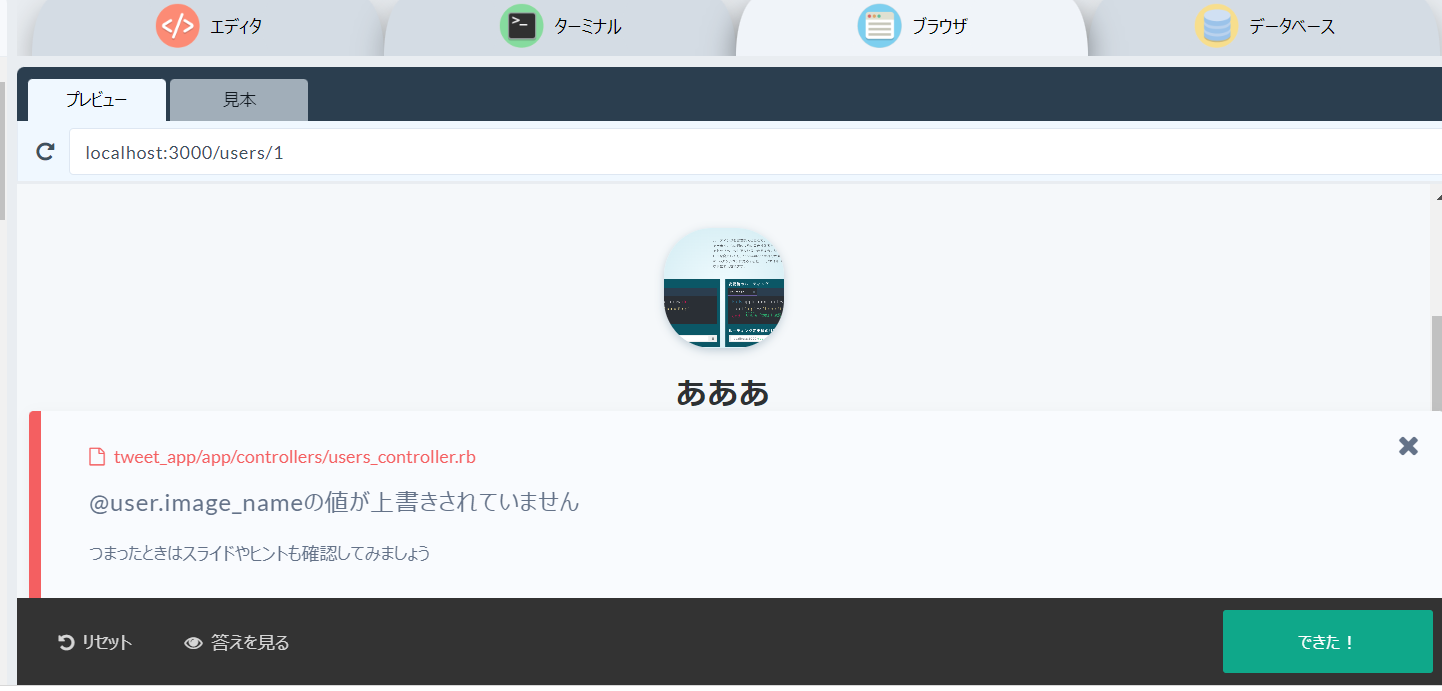 エディタ
ターミナル
ブラウザ
データベース
プレビュー
見本
localhost:3000/users/1
あああ
tweet_app/app/controllers/users_controller.rb
@user.image_nameの値が上書きされていません
つまったときはスライドやヒントも確認してみましょう
リセット
答えを見る
できた！